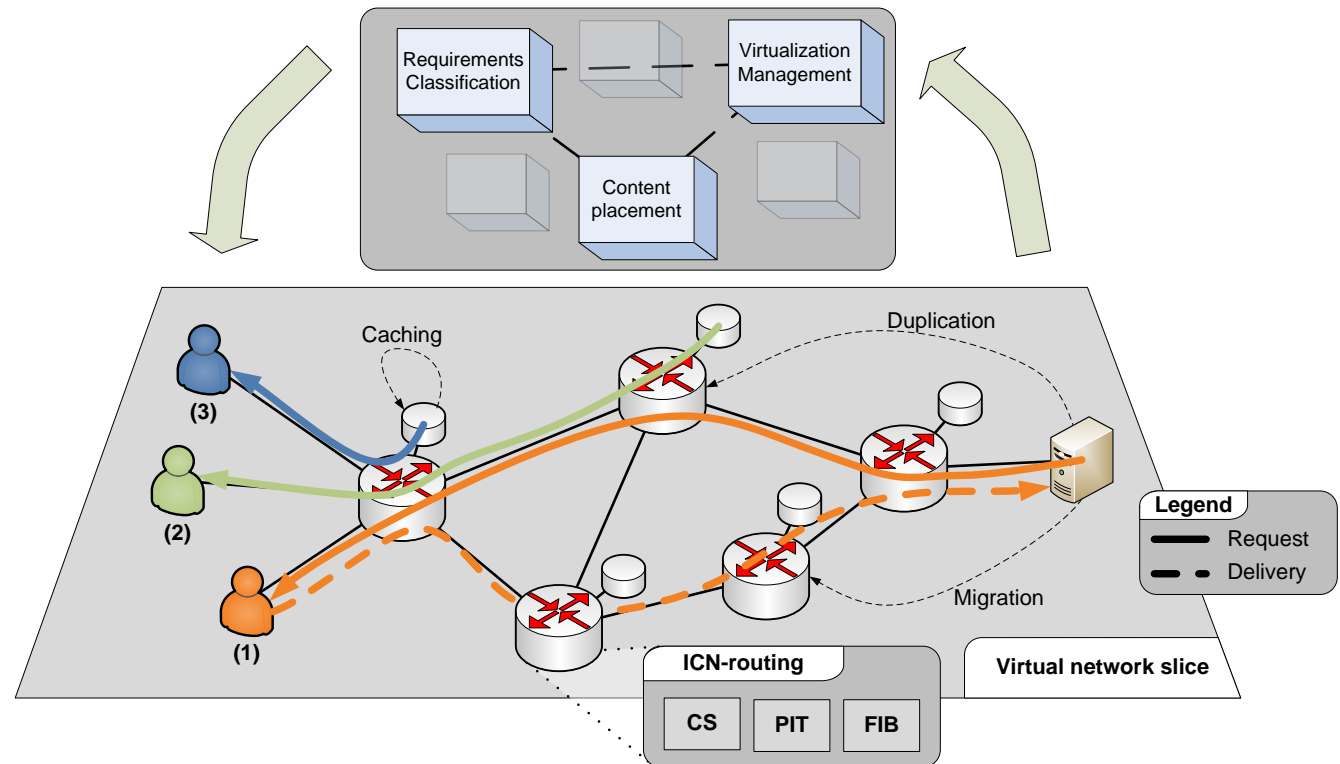 Requirements
Classification
Virtualization
Management
Content
placement
Caching
Duplication
(3)
(2)
(1)
Migration
Legend
Request
Delivery
ICN-routing
CS
PIT
FIB
Virtual network slice